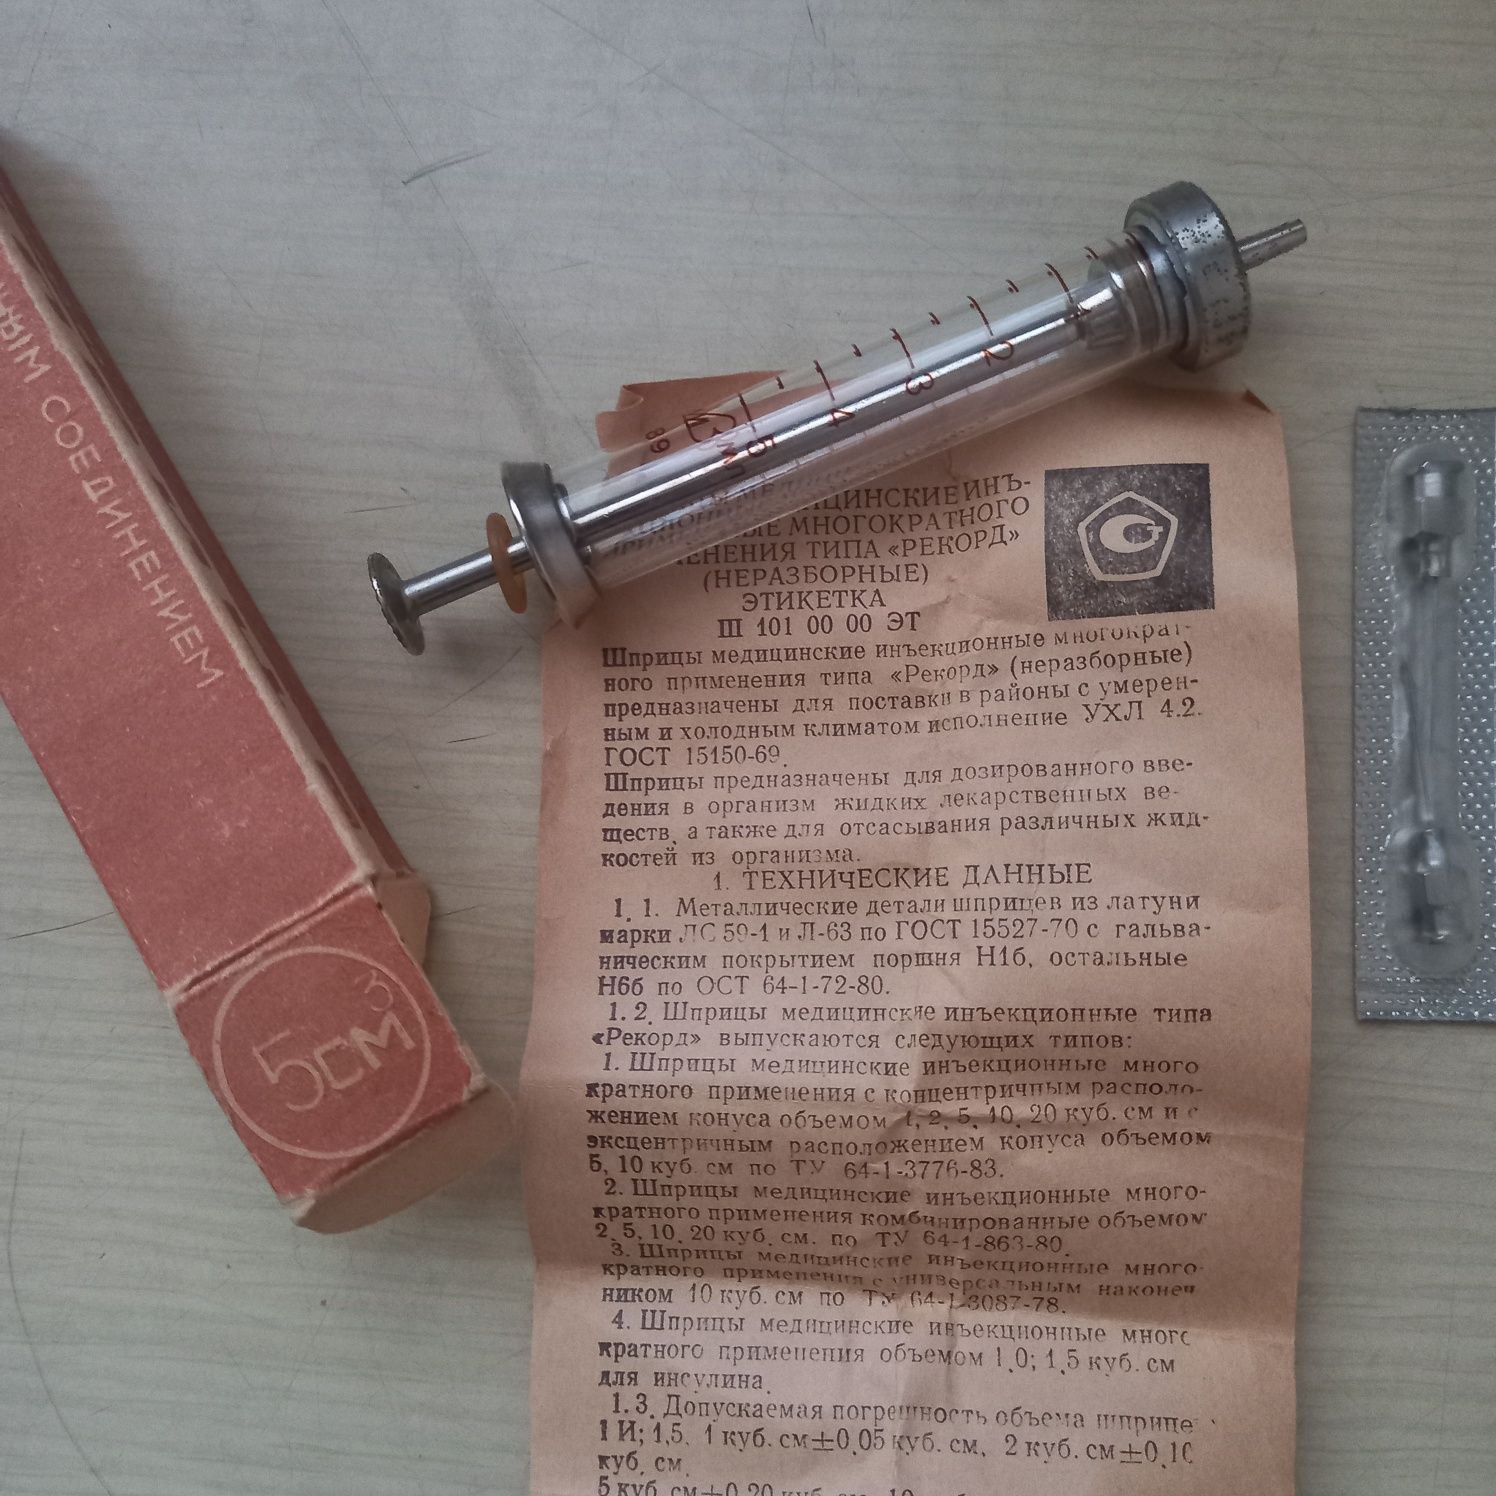 СОЕДИНЕНИЕМ
5см³
1
2
3
4
5
мл
89
МНОГОКРАТНОГО
ТИПА «РЕКОРД»
(НЕРАЗБОРНЫЕ)
ЭТИКЕТКА
Ш 101 00 00 ЭТ
Шприцы медицинские инъекционные многократ-
ного применения типа «Рекорд» (неразборные)
предназначены для поставки в районы с умерен-
ным и холодным климатом исполнение УХЛ 4.2.
ГОСТ 15150-69.
Шприцы предназначены для дозированного вве-
дения в организм жидких лекарственных ве-
ществ, а также для отсасывания различных жид-
костей из организма.
1. ТЕХНИЧЕСКИЕ ДАННЫЕ
1. 1. Металлические детали шприцев из латуни
марки ЛС 59-1 и Л-63 по ГОСТ 15527-70 с гальва-
ническим покрытием поршня Н1б, остальные
Н6б по ОСТ 64-1-72-80.
1. 2. Шприцы медицинские инъекционные типа
«Рекорд» выпускаются следующих типов:
1. Шприцы медицинские инъекционные много
кратного применения с концентричным располо-
жением конуса объемом 1, 2, 5, 10, 20 куб. см и с
эксцентричным расположением конуса объемом
5, 10 куб. см по ТУ 64-1-3776-83.
2. Шприцы медицинские инъекционные много-
кратного применения комбинированные объемом
2, 5, 10, 20 куб. см. по ТУ 64-1-863-80.
3. Шприцы медицинские инъекционные много-
кратного применения с универсальным наконеч
ником 10 куб. см по ТУ 64-1-3087-78.
4. Шприцы медицинские инъекционные много
кратного применения объемом 1,0; 1,5 куб. см
для инсулина.
1. 3. Допускаемая погрешность объема шприце
1 И; 1,5, 1 куб. см±0,05 куб. см, 2 куб. см±0,10
куб. см,
5 куб. см±0,20 куб. см, 10